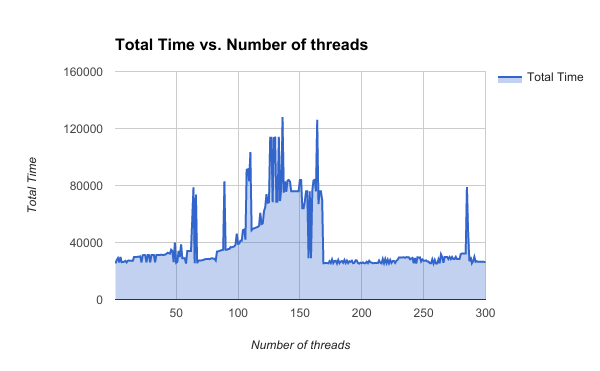 Total Time vs. Number of threads
160000
120000
80000
40000
0
Total Time
Total Time
50
100
150
200
250
300
Number of threads